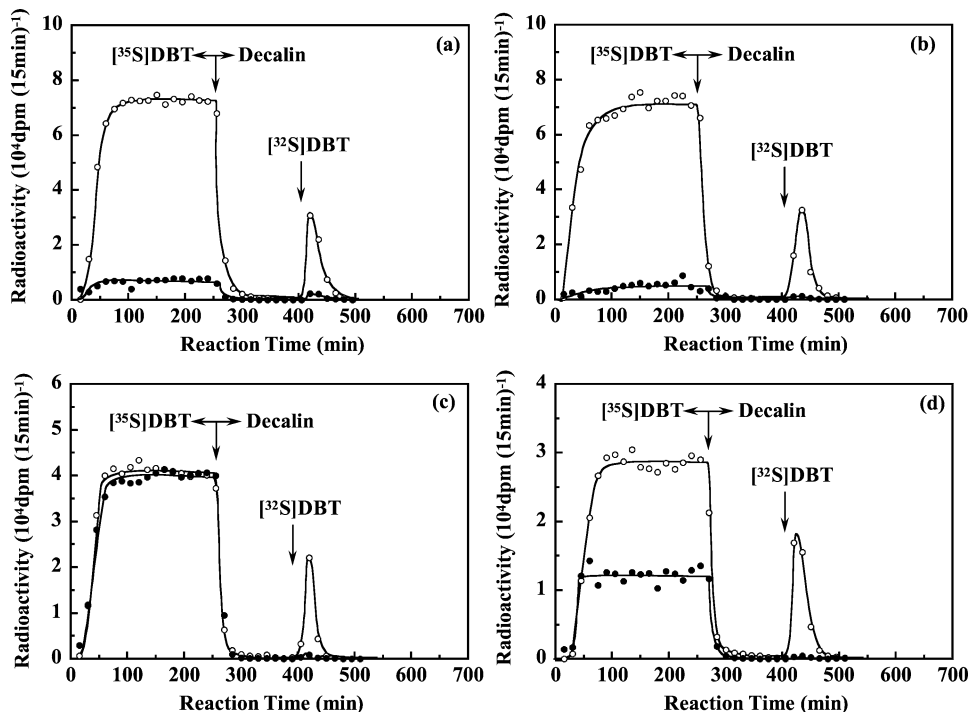 (a)
[³⁵S]DBT Decalin
[³²S]DBT
Radioactivity (10⁴dpm (15min)⁻¹)
10
8
6
4
2
0
0 100 200 300 400 500 600 700
Reaction Time (min)
(b)
[³⁵S]DBT Decalin
[³²S]DBT
Radioactivity (10⁴dpm (15min)⁻¹)
10
8
6
4
2
0
0 100 200 300 400 500 600 700
Reaction Time (min)
(c)
[³⁵S]DBT Decalin
[³²S]DBT
Radioactivity (10⁴dpm (15min)⁻¹)
6
5
4
3
2
1
0
0 100 200 300 400 500 600 700
Reaction Time (min)
(d)
[³⁵S]DBT Decalin
[³²S]DBT
Radioactivity (10⁴dpm (15min)⁻¹)
4
3
2
1
0
0 100 200 300 400 500 600 700
Reaction Time (min)